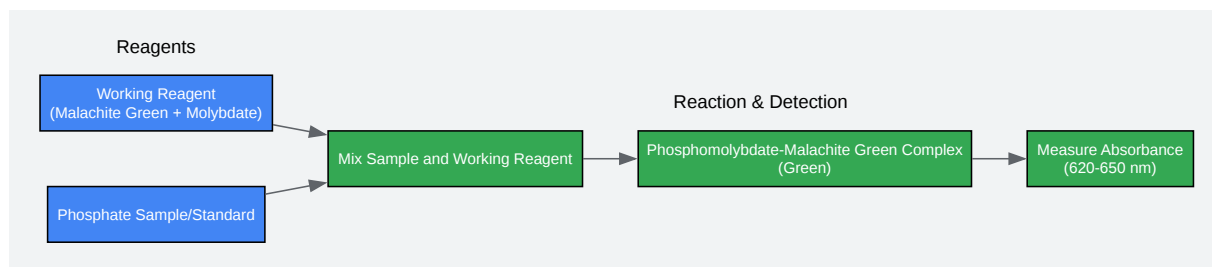 Reagents
Working Reagent
(Malachite Green + Molybdate)
Phosphate Sample/Standard
Mix Sample and Working Reagent
Reaction & Detection
Phosphomolybdate-Malachite Green Complex
(Green)
Measure Absorbance
(620-650 nm)